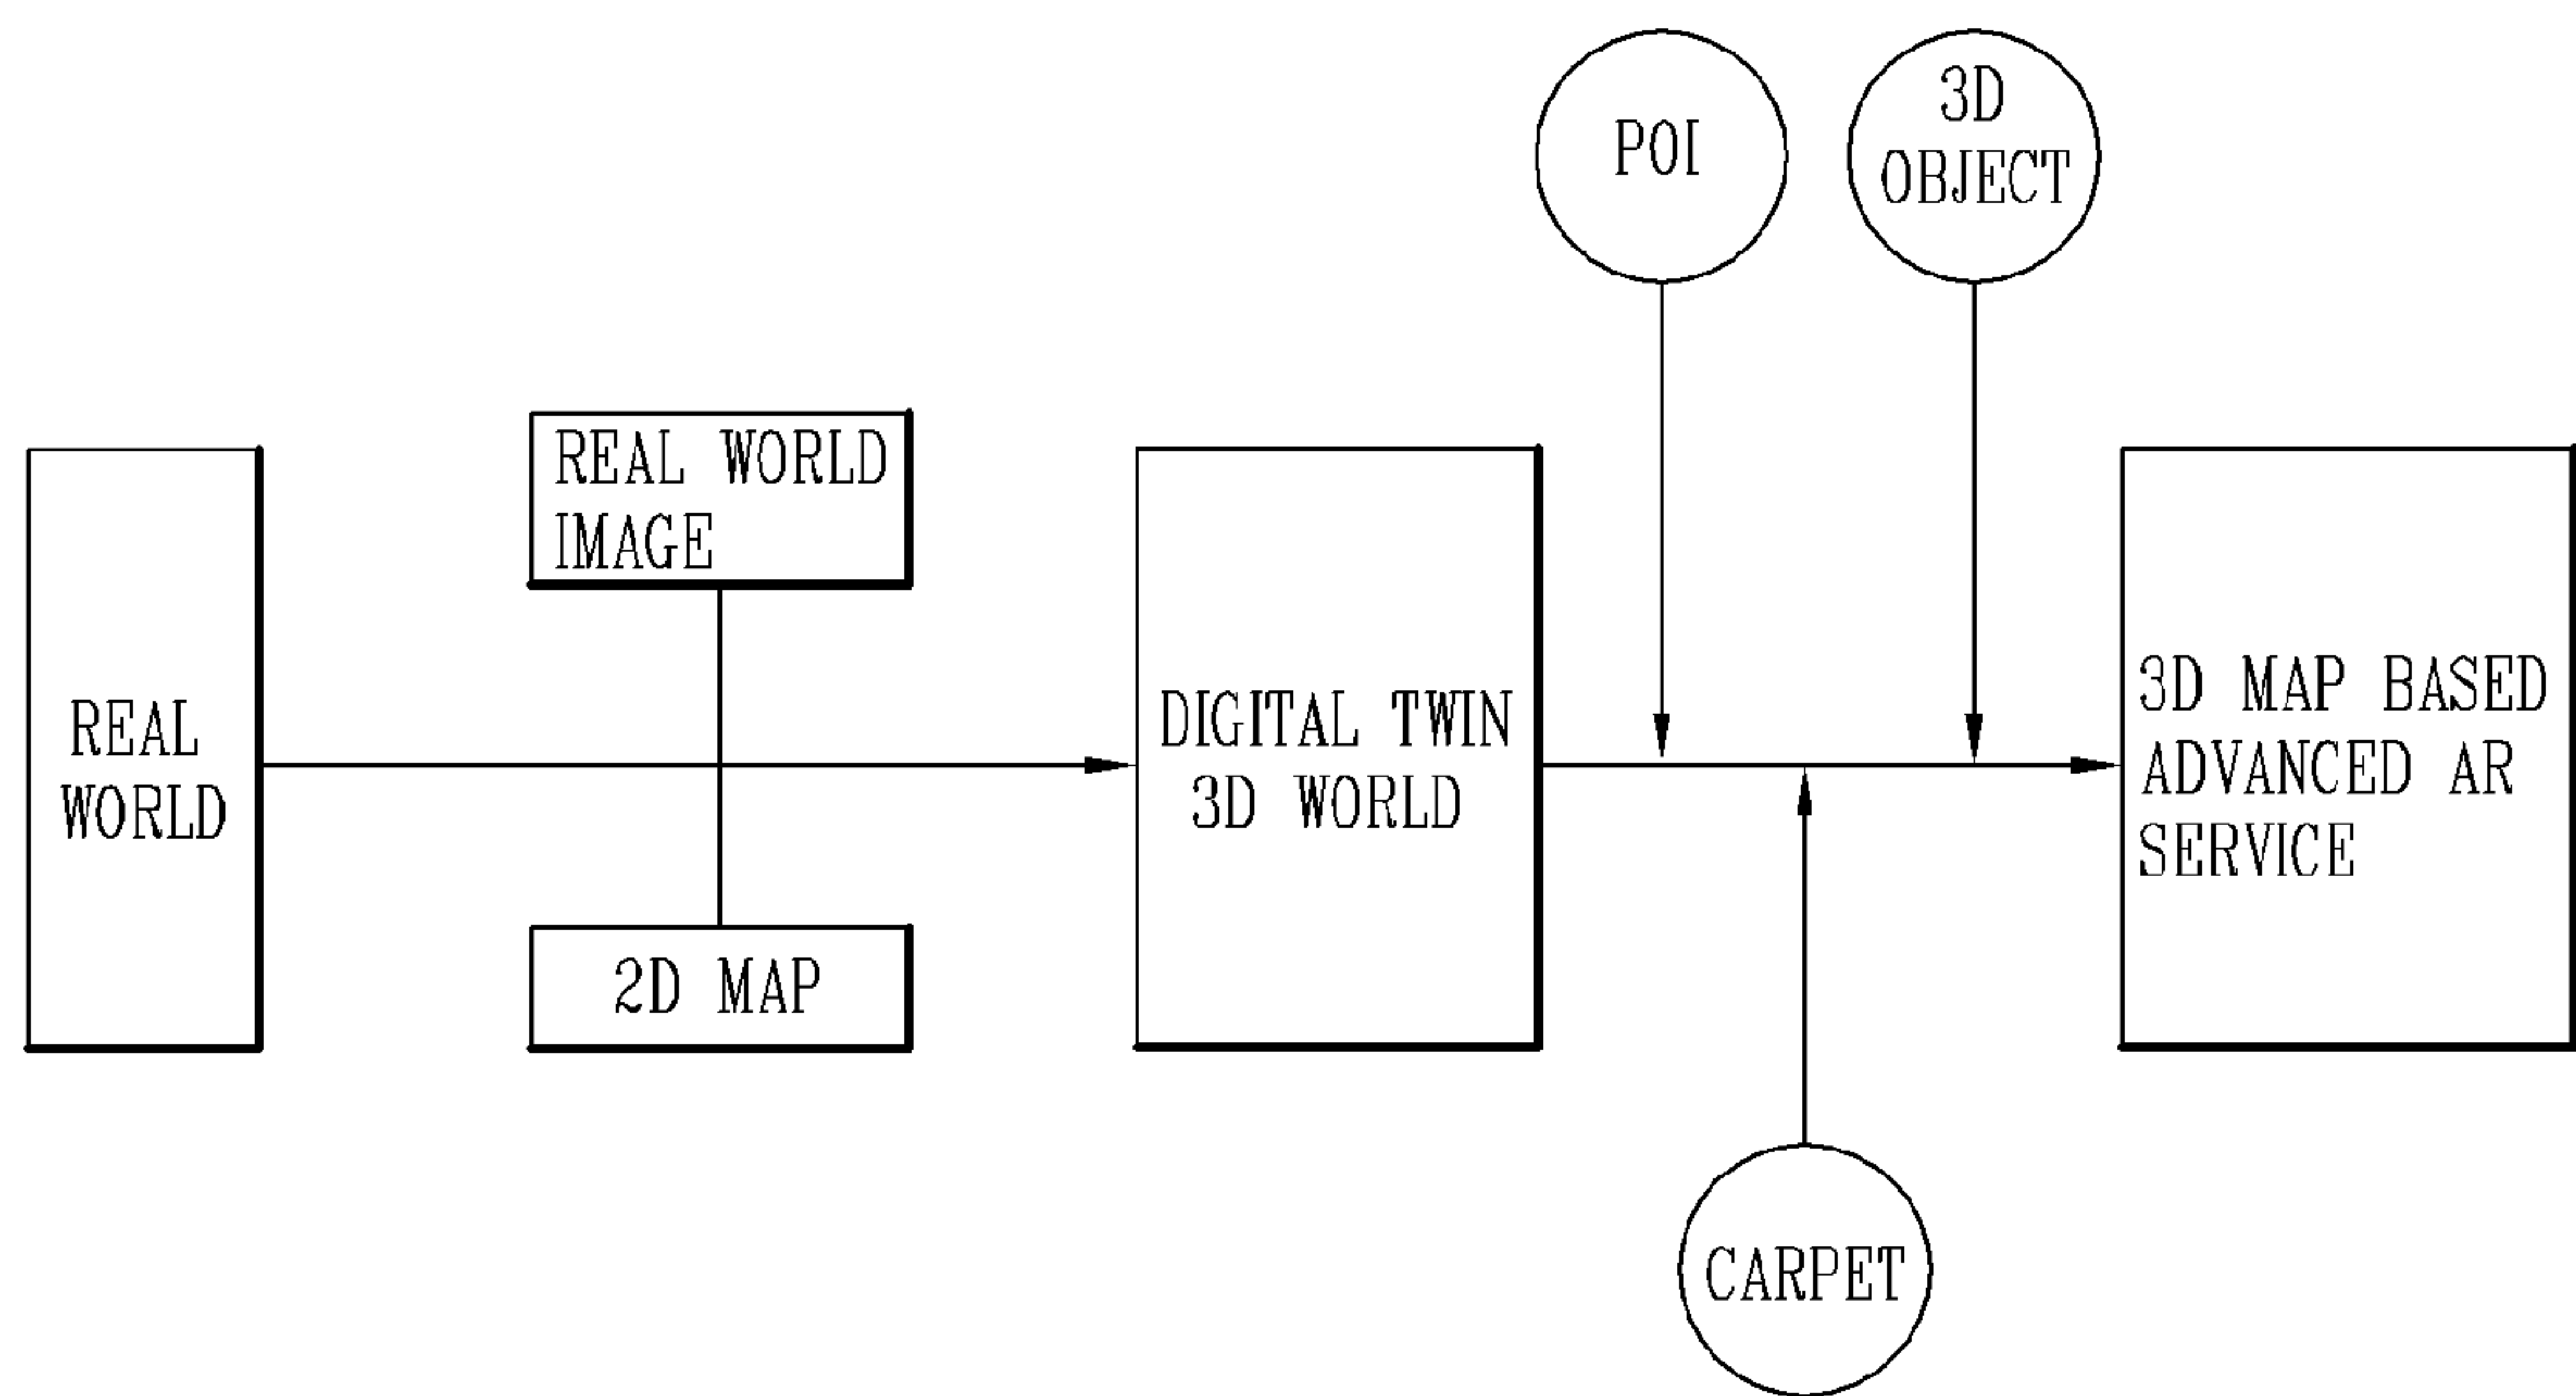 POI
3D
OBJECT
REAL WORLD
IMAGE
REAL
WORLD
DIGITAL TWIN
3D WORLD
3D MAP BASED
ADVANCED AR
SERVICE
2D MAP
CARPET